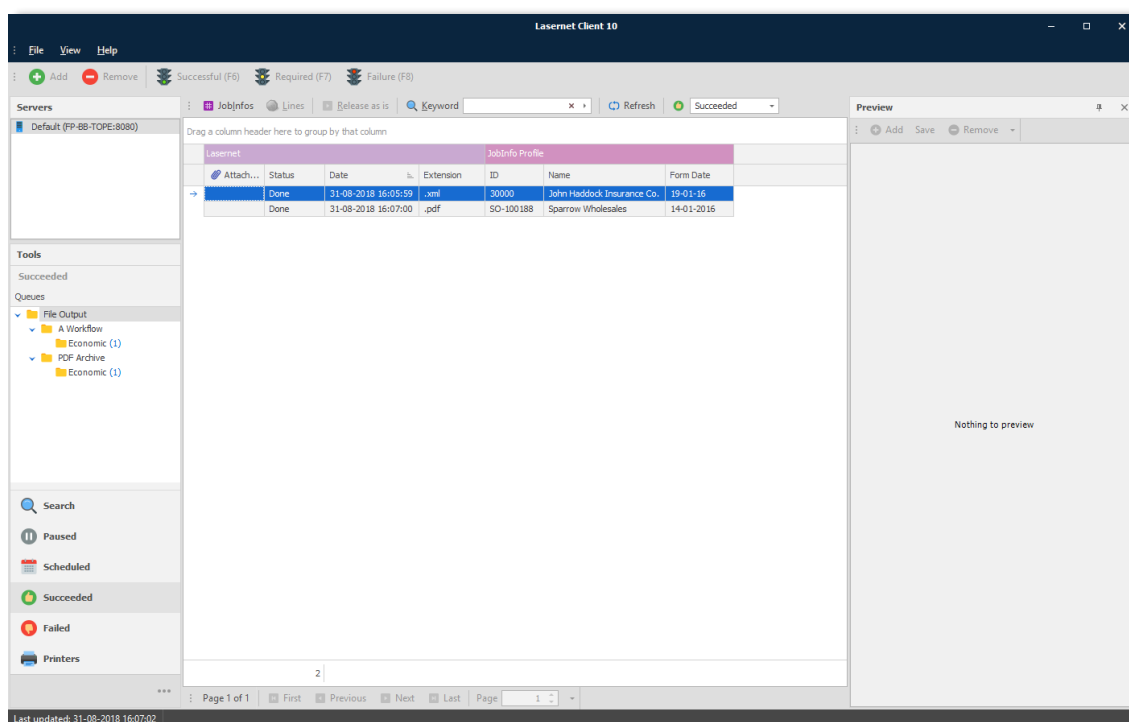 Lasernet Client 10
File View Help
Add Remove Successful (F6) Required (F7) Failure (F8)
Servers
Default (FP-BB-TOPE:8080)
JobInfos Lines Release as is Keyword Refresh Succeeded
Drag a column header here to group by that column
Lasernet JobInfo Profile
Attach... Status Date Extension ID Name Form Date
Done 31-08-2018 16:05:59 .xml 30000 John Haddock Insurance Co. 19-01-16
Done 31-08-2018 16:07:00 .pdf SO-100188 Sparrow Wholesales 14-01-2016
2
Page 1 of 1 First Previous Next Last Page 1
Preview
Add Save Remove
Nothing to preview
Tools
Succeeded
Queues
File Output
A Workflow
Economic (1)
PDF Archive
Economic (1)
Search
Paused
Scheduled
Succeeded
Failed
Printers
Last updated: 31-08-2018 16:07:02